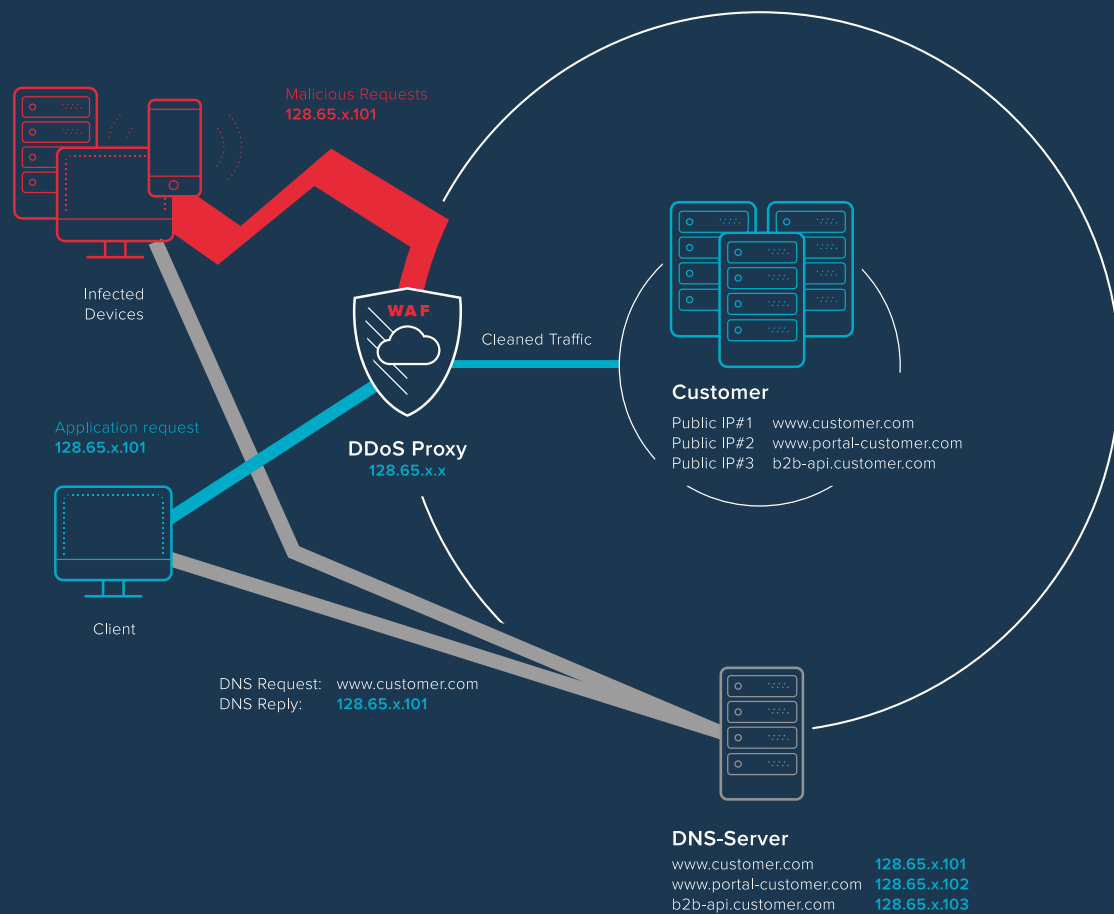 Malicious Requests
128.65.x.101
Infected
Devices
WAF
Cleaned Traffic
Customer
Public IP#1 www.customer.com
Public IP#2 www.portal-customer.com
Public IP#3 b2b-api.customer.com
Application request
128.65.x.101
DDoS Proxy
128.65.x.x
Client
DNS Request: www.customer.com
DNS Reply: 128.65.x.101
DNS-Server
www.customer.com 128.65.x.101
www.portal-customer.com 128.65.x.102
b2b-api.customer.com 128.65.x.103